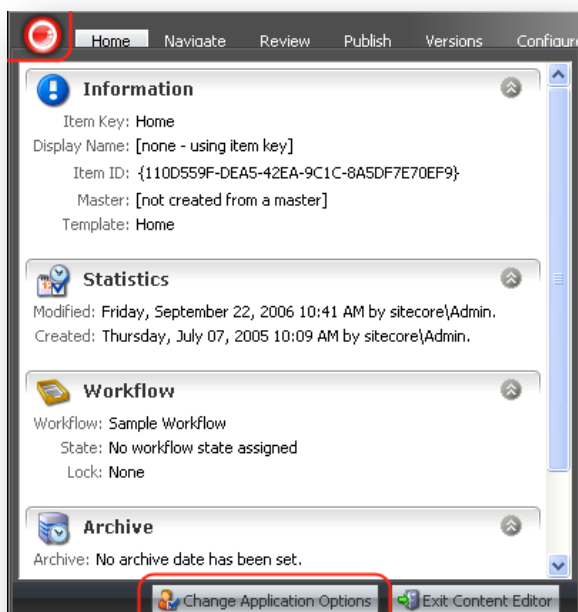 Home Navigate Review Publish Versions Configure
Information
Item Key: Home
Display Name: [none - using item key]
Item ID: {110D559F-DEA5-42EA-9C1C-8A5DF7E70EF9}
Master: [not created from a master]
Template: Home
Statistics
Modified: Friday, September 22, 2006 10:41 AM by sitecore\Admin.
Created: Thursday, July 07, 2005 10:09 AM by sitecore\Admin.
Workflow
Workflow: Sample Workflow
State: No workflow state assigned
Lock: None
Archive
Archive: No archive date has been set.
Change Application Options Exit Content Editor